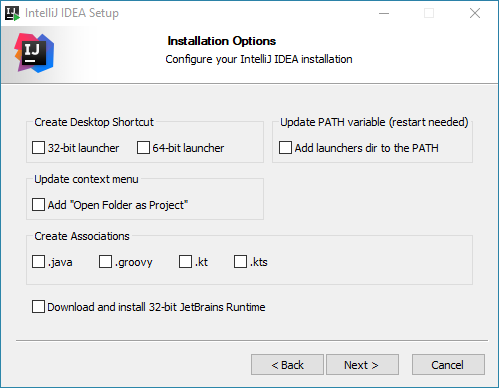 IntelliJ IDEA Setup
IJ
Installation Options
Configure your IntelliJ IDEA installation
Create Desktop Shortcut
32-bit launcher
64-bit launcher
Update PATH variable (restart needed)
Add launchers dir to the PATH
Update context menu
Add "Open Folder as Project"
Create Associations
.java
.groovy
.kt
.kts
Download and install 32-bit JetBrains Runtime
< Back
Next >
Cancel